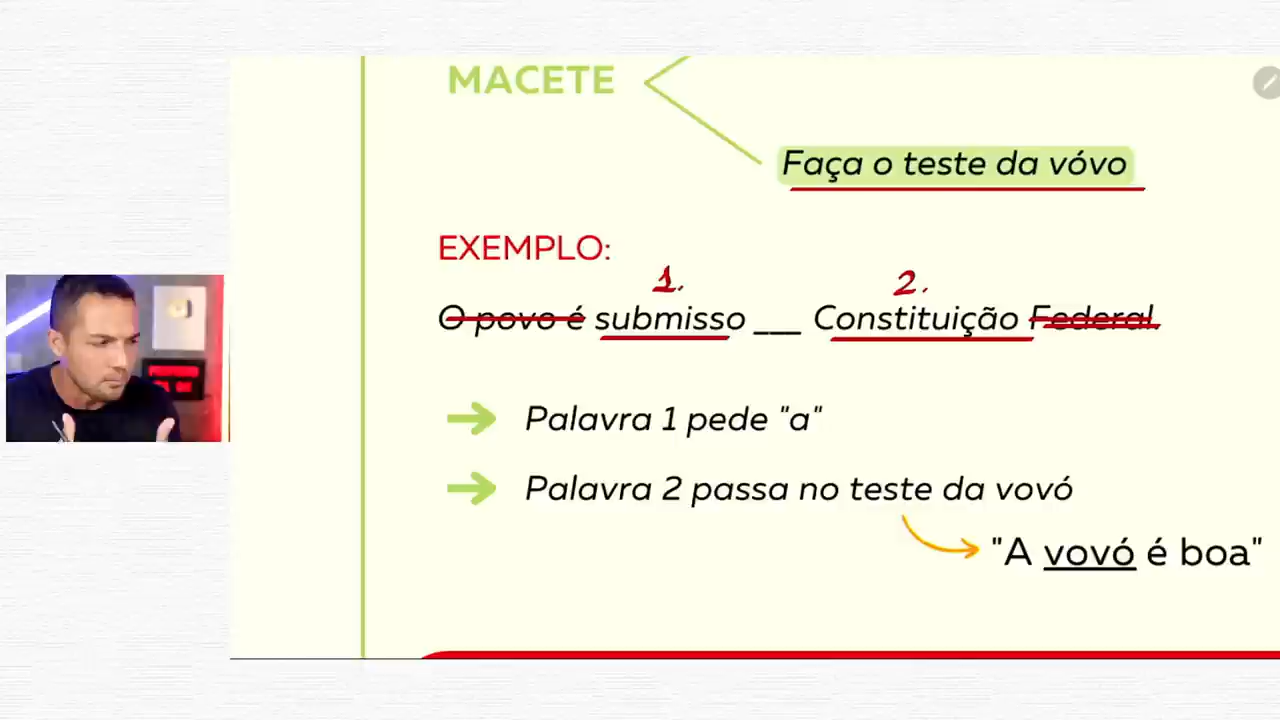 MACETE
Faça o teste da vóvo
EXEMPLO:
1. 2.
O povo é submisso ___ Constituição Federal.
Palavra 1 pede "a"
Palavra 2 passa no teste da vovó
"A vovó é boa"